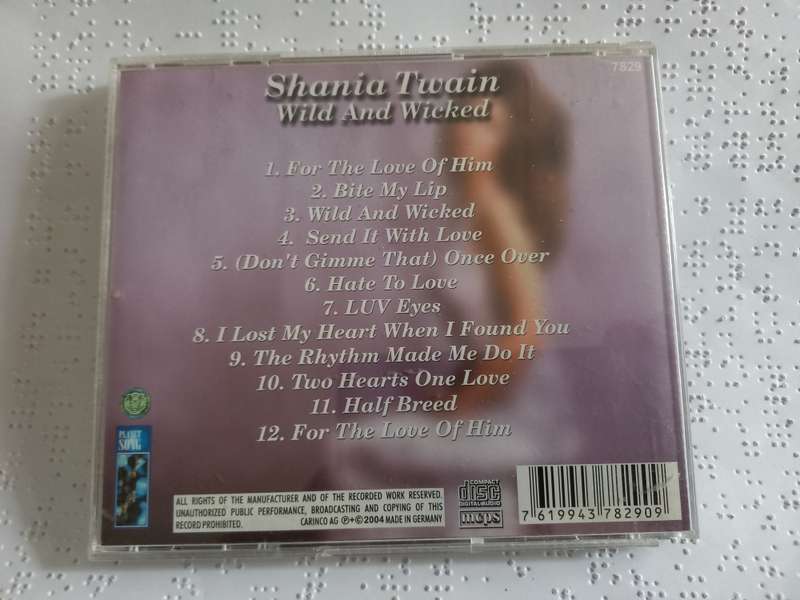 7829
Shania Twain
Wild And Wicked
1. For The Love Of Him
2. Bite My Lip
3. Wild And Wicked
4. Send It With Love
5. (Don't Gimme That) Once Over
6. Hate To Love
7. LUV Eyes
8. I Lost My Heart When I Found You
9. The Rhythm Made Me Do It
10. Two Hearts One Love
11. Half Breed
12. For The Love Of Him
PLANET
SONG
ALL RIGHTS OF THE MANUFACTURER AND OF THE RECORDED WORK RESERVED.
UNAUTHORIZED PUBLIC PERFORMANCE, BROADCASTING AND COPYING OF THIS
RECORD PROHIBITED. CARINCO AG ℗+© 2004 MADE IN GERMANY
COMPACT
disc
DIGITAL AUDIO
mcps
7 619943 782909